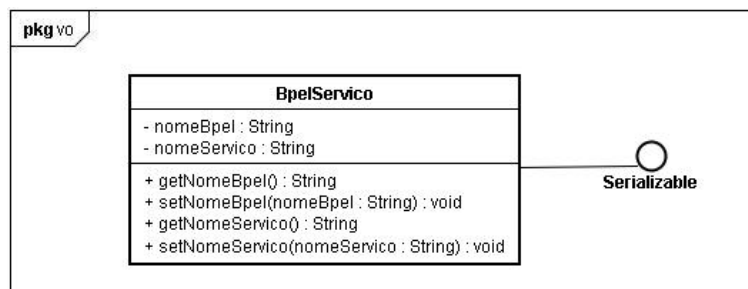 pkg vo
BpelServico
- nomeBpel : String
- nomeServico : String
+ getNomeBpel() : String
+ setNomeBpel(nomeBpel : String) : void
+ getNomeServico() : String
+ setNomeServico(nomeServico : String) : void
Serializable